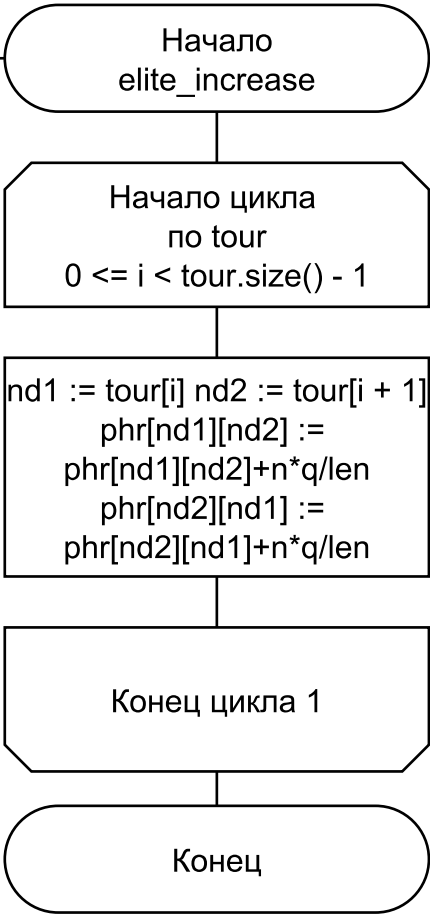 Начало
elite_increase
Начало цикла
по tour
0 <= i < tour.size() - 1
nd1 := tour[i] nd2 := tour[i + 1]
phr[nd1][nd2] :=
phr[nd1][nd2]+n*q/len
phr[nd2][nd1] :=
phr[nd2][nd1]+n*q/len
Конец цикла 1
Конец